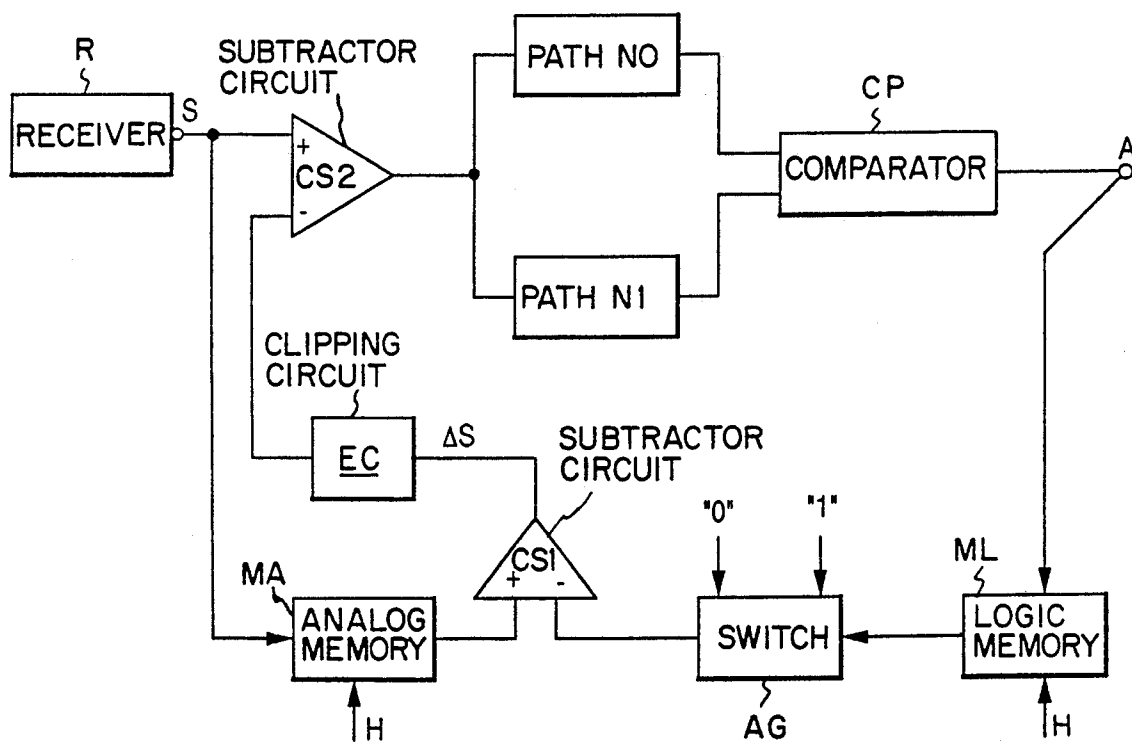 R
RECEIVER
S
SUBTRACTOR
CIRCUIT
+
CS2
-
PATH N0
PATH N1
CP
COMPARATOR
A
CLIPPING
CIRCUIT
EC
ΔS
SUBTRACTOR
CIRCUIT
CS1
+ -
"0" "1"
MA
ANALOG
MEMORY
H
SWITCH
AG
ML
LOGIC
MEMORY
H